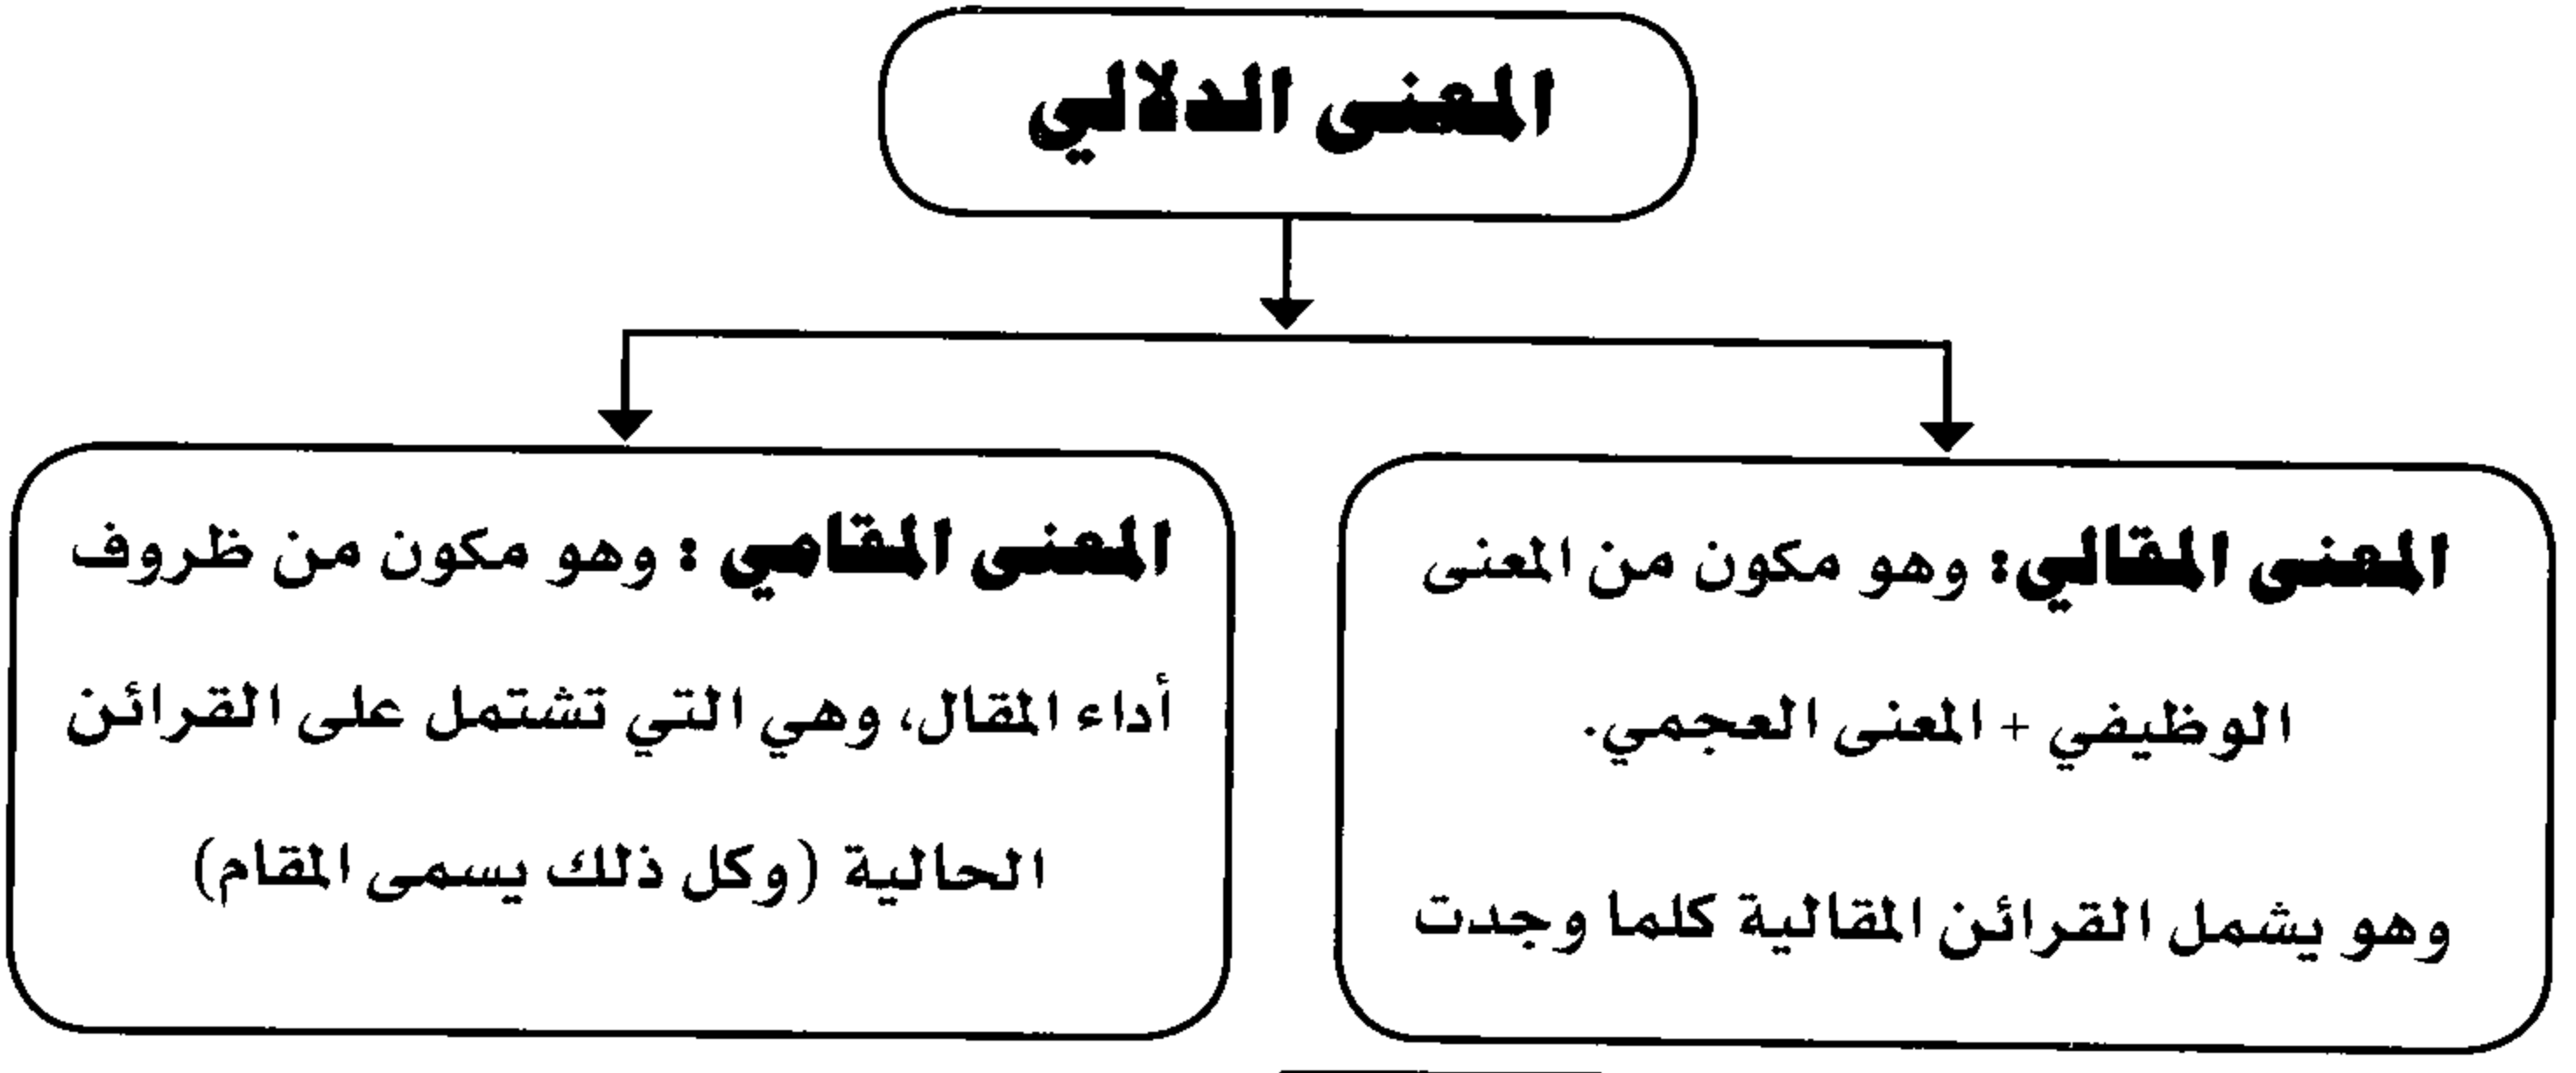 المعنى الدلالي
المعنى المقالي: وهو مكون من المعنى
الوظيفي + المعنى العجمي.
وهو يشمل القرائن المقالية كلما وجدت
المعنى المقامي : وهو مكون من ظروف
أداء المقال، وهي التي تشتمل على القرائن
الحالية (وكل ذلك يسمى المقام)